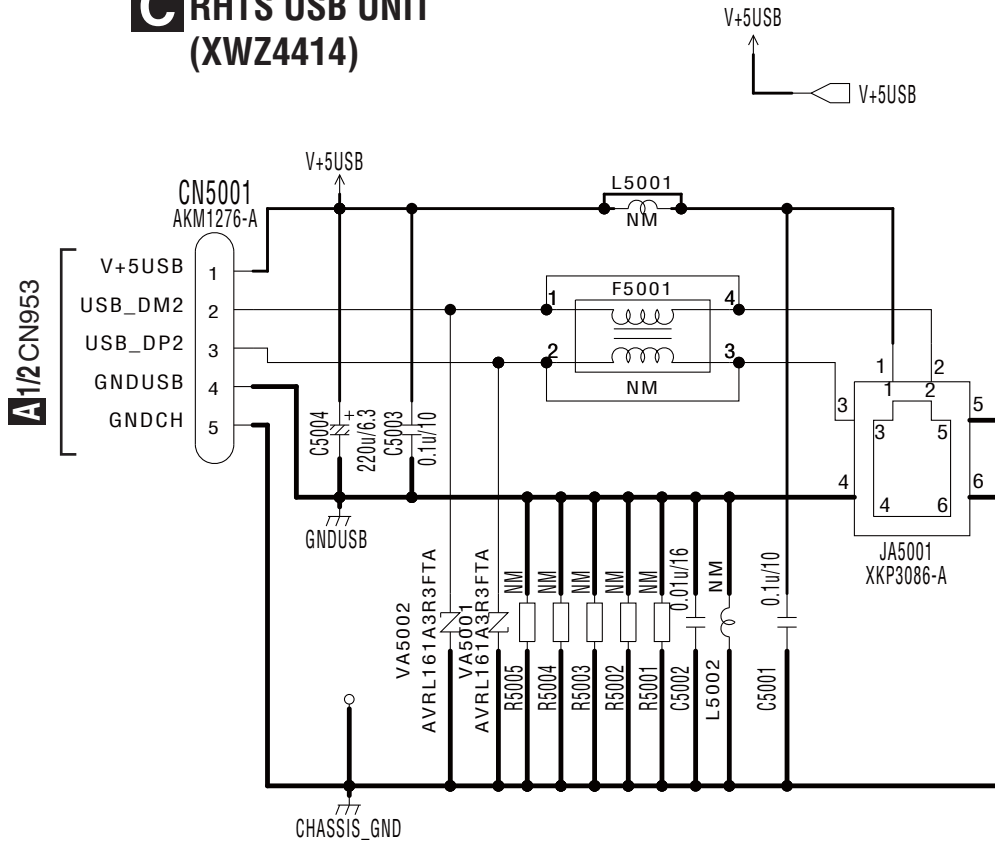 C RHTS USB UNIT
(XWZ4414)
V+5USB
V+5USB
V+5USB
CN5001
AKM1276-A
L5001
NM
A 1/2 CN953
V+5USB 1
USB_DM2 2
USB_DP2 3
GNDUSB 4
GNDCH 5
1 F5001 4
2 3
NM
C5004
+
220u/6.3
C5003
0.1u/10
GNDUSB
1 2
3
4
5
6
1 2
3 5
4 6
JA5001
XKP3086-A
VA5002
AVRL161A3R3FTA
VA5001
AVRL161A3R3FTA
R5005
NM
R5004
NM
R5003
NM
R5002
NM
R5001
NM
C5002
0.01u/16
L5002
NM
C5001
0.1u/10
CHASSIS_GND